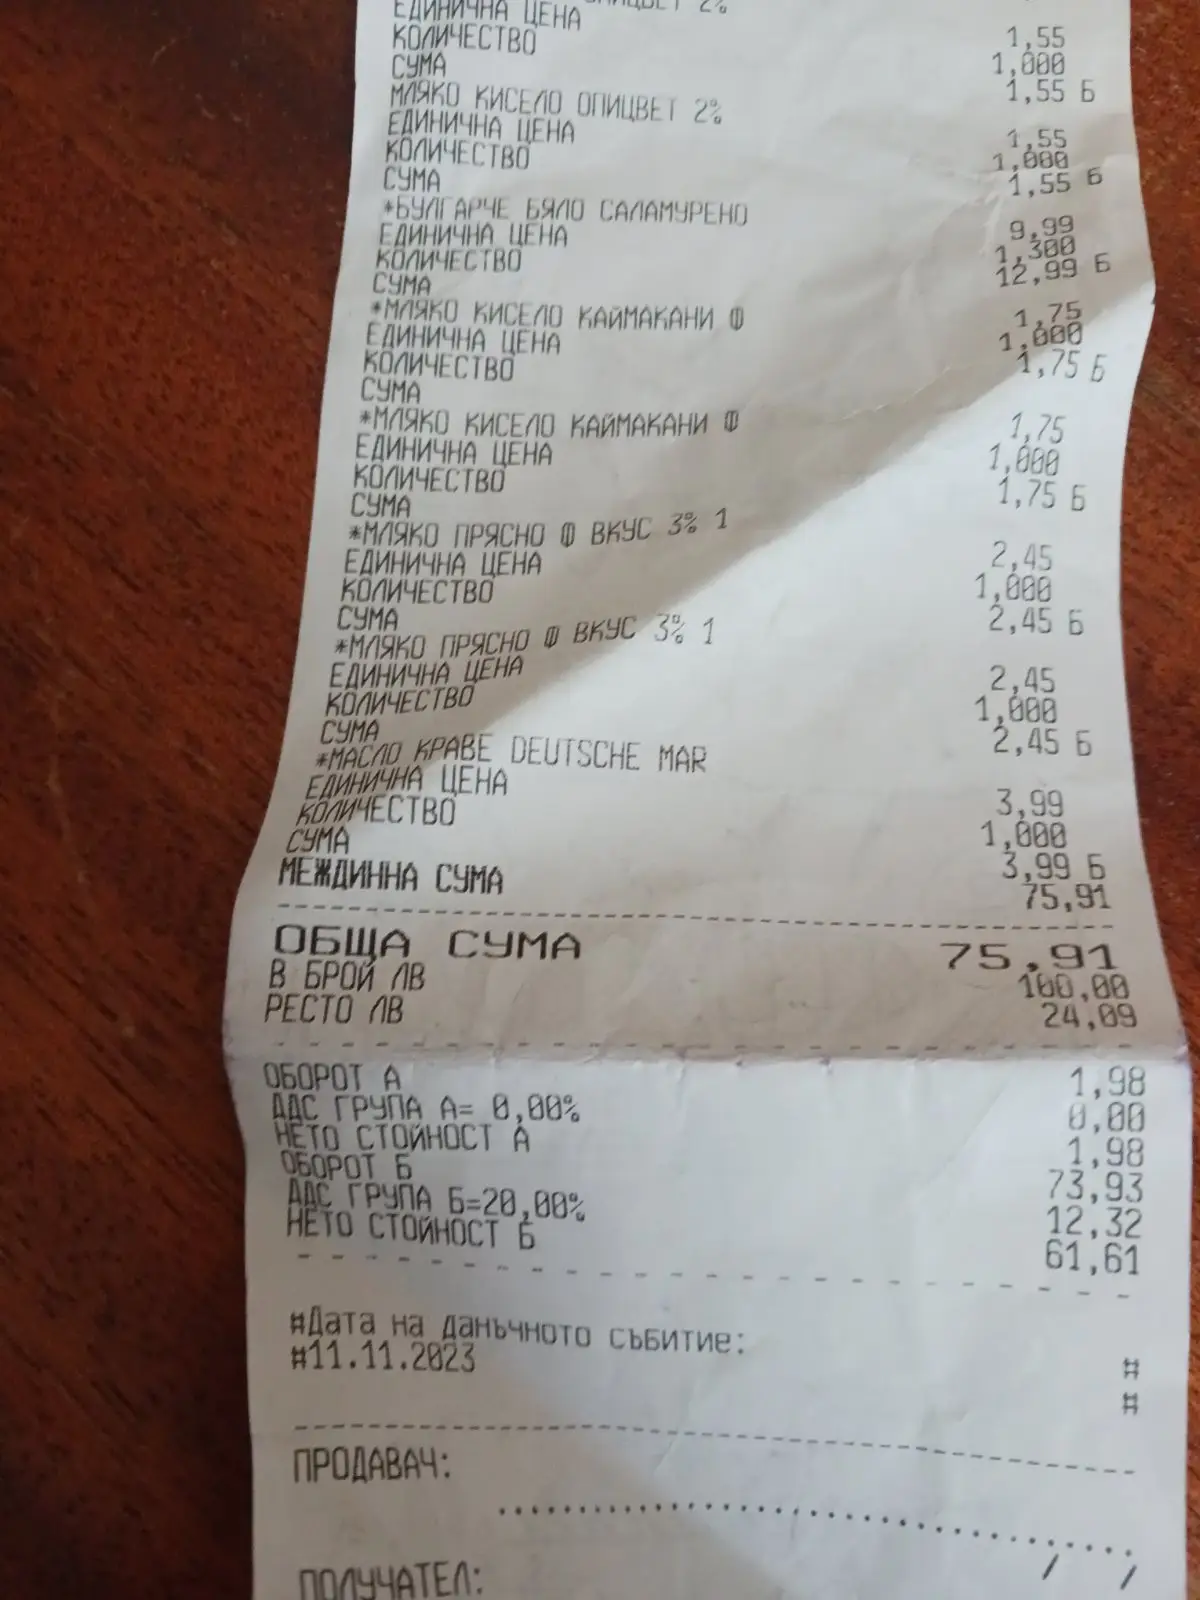 ОПИЦВЕТ 2%
ЕДИНИЧНА ЦЕНА 1,55
КОЛИЧЕСТВО 1,000
СУМА 1,55 Б
МЛЯКО КИСЕЛО ОПИЦВЕТ 2%
ЕДИНИЧНА ЦЕНА 1,55
КОЛИЧЕСТВО 1,000
СУМА 1,55 Б
*БУЛГАРЧЕ БЯЛО САЛАМУРЕНО
ЕДИНИЧНА ЦЕНА 9,99
КОЛИЧЕСТВО 1,300
СУМА 12,99 Б
*МЛЯКО КИСЕЛО КАЙМАКАНИ Ф
ЕДИНИЧНА ЦЕНА 1,75
КОЛИЧЕСТВО 1,000
СУМА 1,75 Б
*МЛЯКО КИСЕЛО КАЙМАКАНИ Ф
ЕДИНИЧНА ЦЕНА 1,75
КОЛИЧЕСТВО 1,000
СУМА 1,75 Б
*МЛЯКО ПРЯСНО Ф ВКУС 3% 1
ЕДИНИЧНА ЦЕНА 2,45
КОЛИЧЕСТВО 1,000
СУМА 2,45 Б
*МЛЯКО ПРЯСНО Ф ВКУС 3% 1
ЕДИНИЧНА ЦЕНА 2,45
КОЛИЧЕСТВО 1,000
СУМА 2,45 Б
*МАСЛО КРАВЕ DEUTSCHE MAR
ЕДИНИЧНА ЦЕНА 3,99
КОЛИЧЕСТВО 1,000
СУМА 3,99 Б
МЕЖДИННА СУМА 75,91
ОБЩА СУМА 75,91
В БРОЙ ЛВ 100,00
РЕСТО ЛВ 24,09
ОБОРОТ А 1,98
ДДС ГРУПА А= 0,00% 0,00
НЕТО СТОЙНОСТ А 1,98
ОБОРОТ Б 73,93
ДДС ГРУПА Б=20,00% 12,32
НЕТО СТОЙНОСТ Б 61,61
#Дата на данъчното събитие: #
#11.11.2023 #
ПРОДАВАЧ:
/ /
ПОЛУЧАТЕЛ: